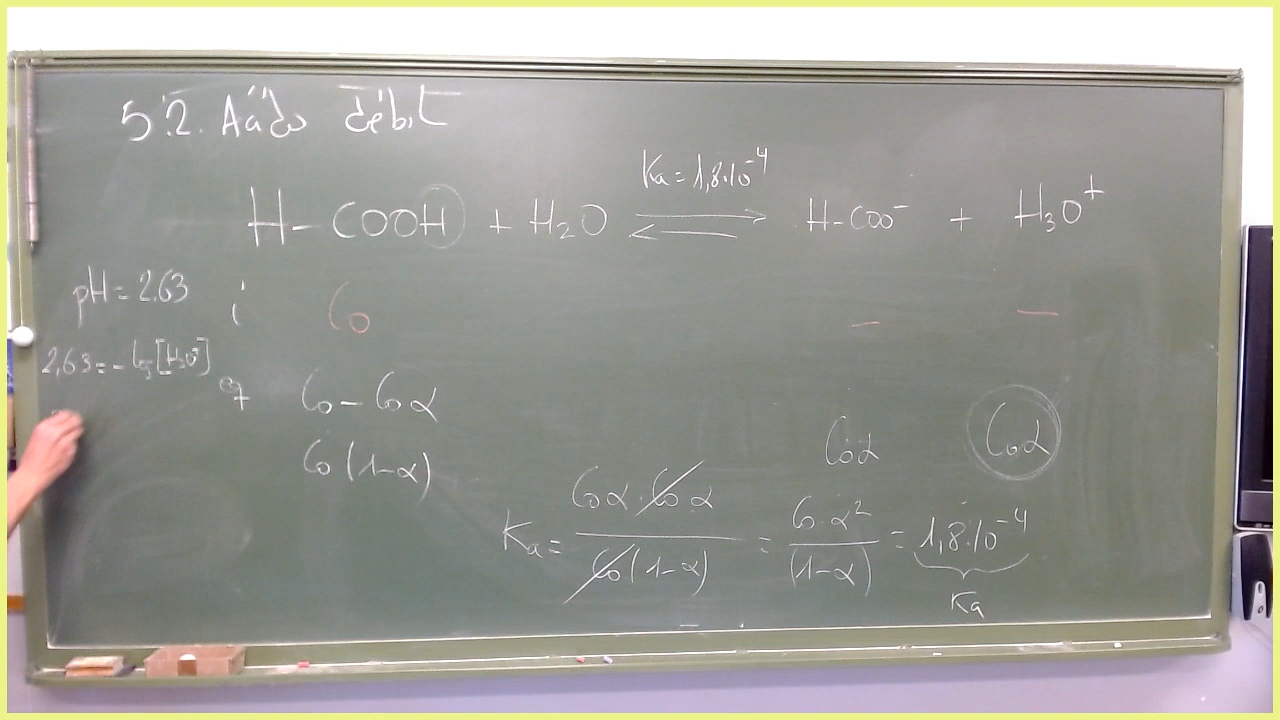 5.2. Ácido débil
Ka = 1,8·10⁻⁴
H-COOH + H₂O ⇌ H-COO⁻ + H₃O⁺
pH = 2.63
i C₀ — —
2,63 = - log [H₃O⁺]
eq C₀ - C₀ α
C₀α C₀α
C₀ (1-α)
Ka = C₀α · C₀ α / C₀ (1-α) = C₀·α² / (1-α) = 1,8·10⁻⁴
Ka